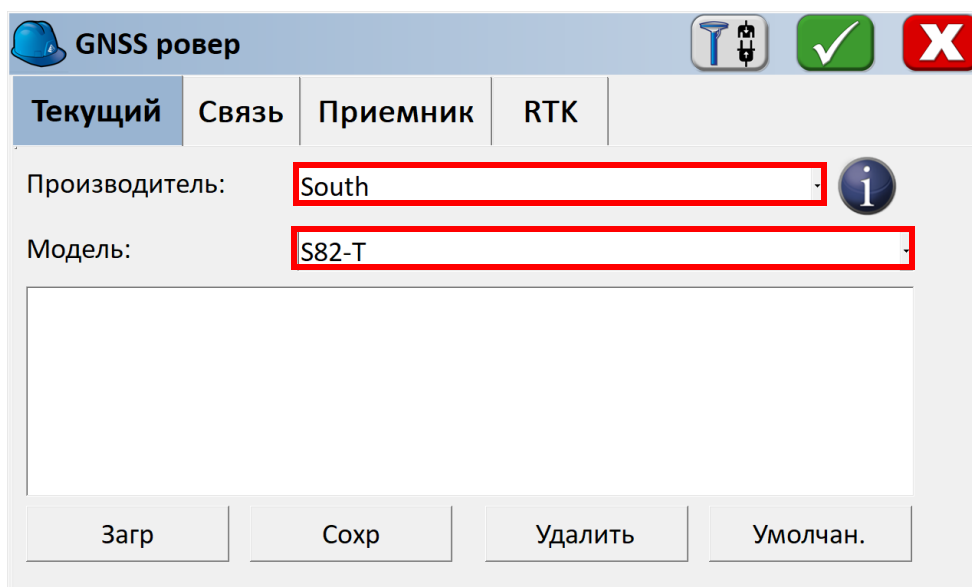 GNSS ровер
Текущий Связь Приемник RTK
Производитель: South
Модель: S82-T
Загр Сохр Удалить Умолчан.